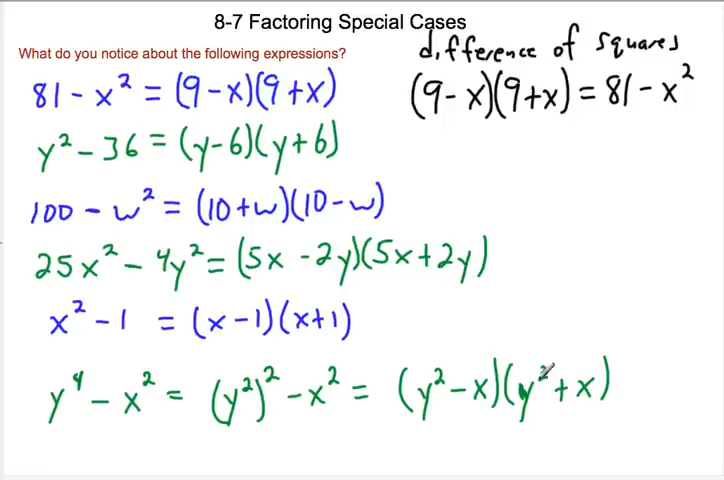 8-7 Factoring Special Cases
What do you notice about the following expressions?
difference of squares
(9-x)(9+x) = 81 - x²
81 - x² = (9-x)(9+x)
y² - 36 = (y-6)(y+6)
100 - w² = (10+w)(10-w)
25x² - 4y² = (5x - 2y)(5x+2y)
x² - 1 = (x-1)(x+1)
y⁴ - x² = (y²)² - x² = (y² - x)(y² + x)